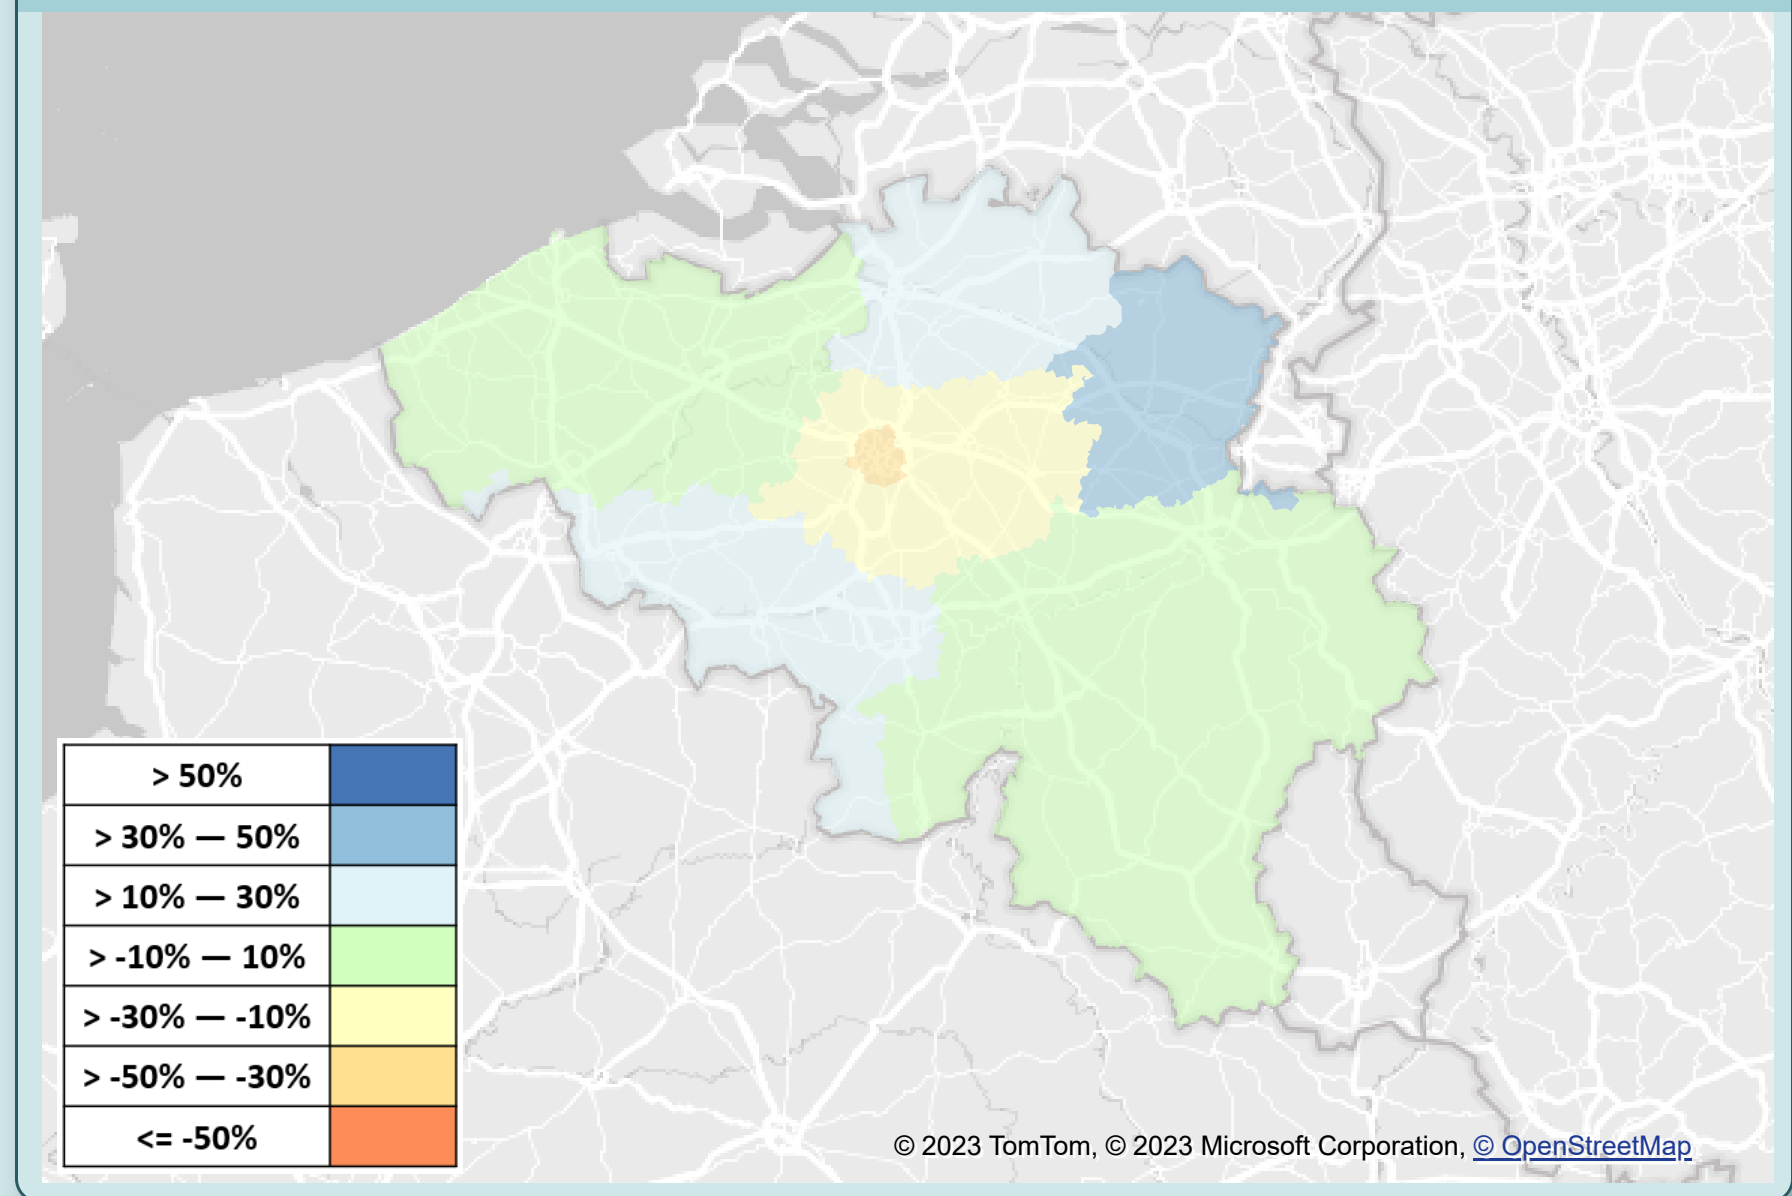 > 50%
> 30% — 50%
> 10% — 30%
> -10% — 10%
> -30% — -10%
> -50% — -30%
<= -50%
© 2023 TomTom, © 2023 Microsoft Corporation, © OpenStreetMap